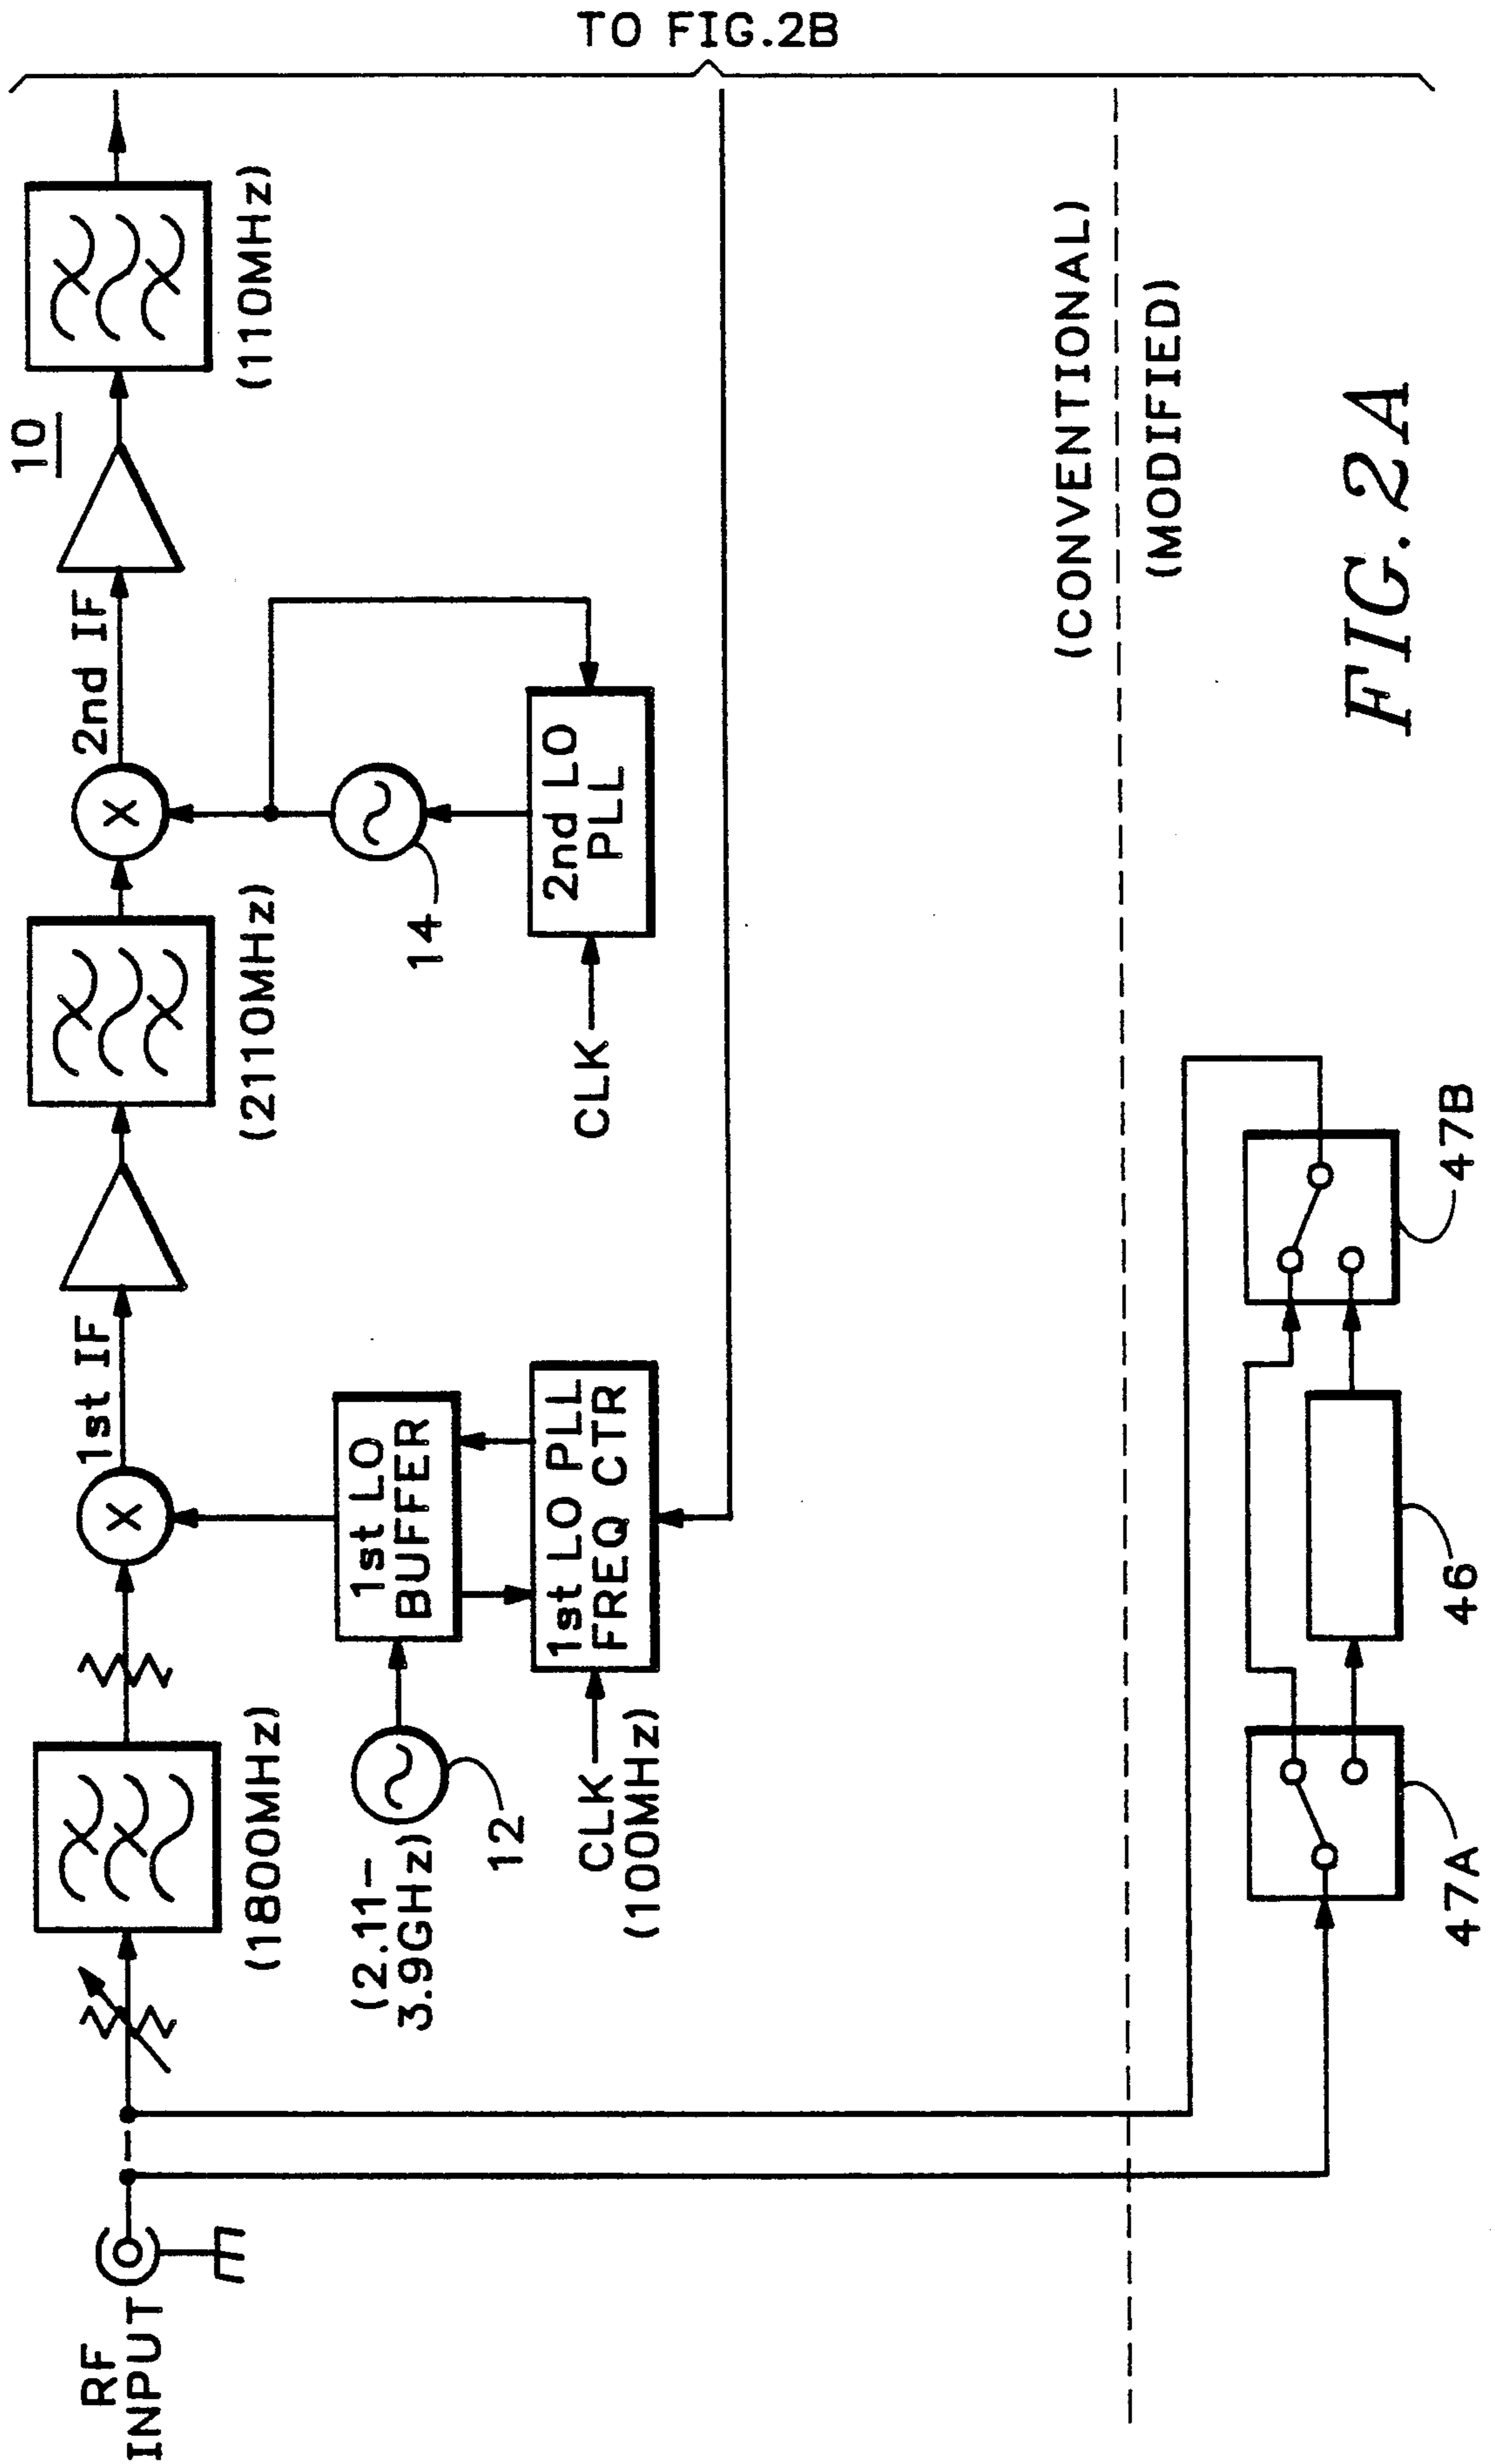 TO FIG.2B
10
RF
INPUT
(1800MHz)
1st IF
(2110MHz)
2nd IF
(110MHz)
(2.11-
3.9GHz)
12
1st LO
BUFFER
14
CLK
(100MHz)
1st LO PLL
FREQ CTR
CLK
2nd LO
PLL
(CONVENTIONAL)
(MODIFIED)
47A
46
47B
FIG. 2A